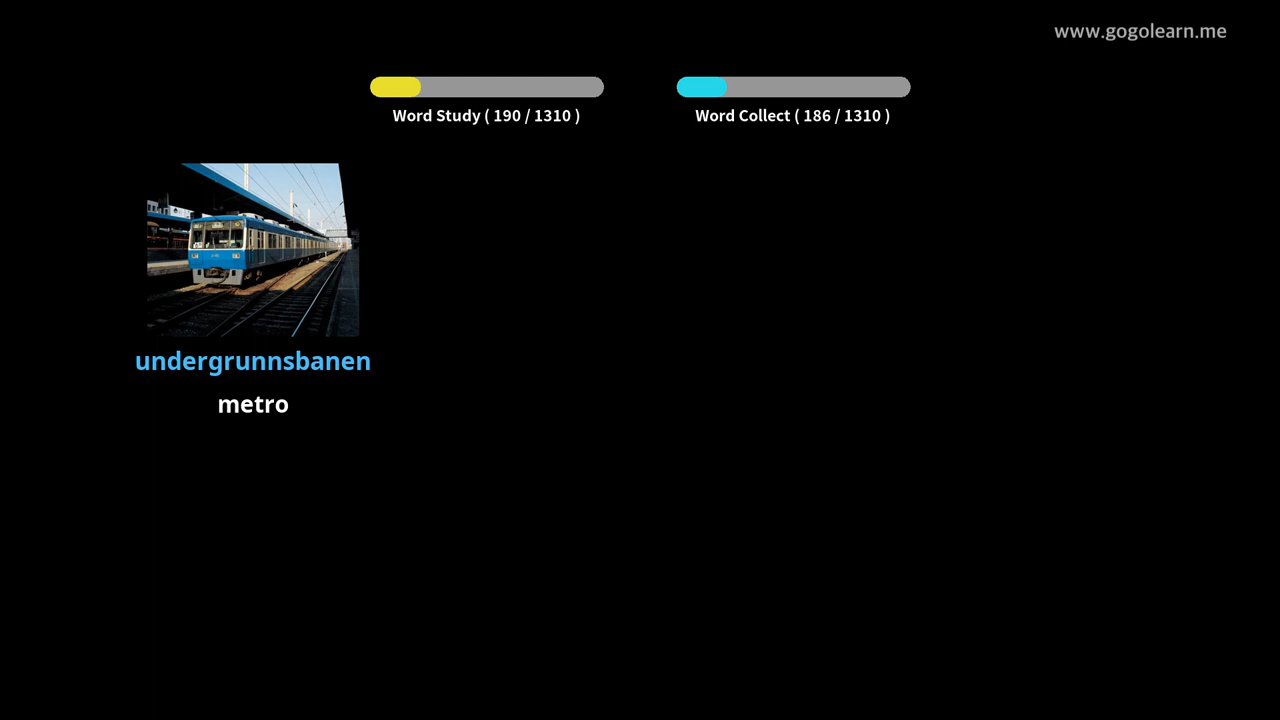 www.gogolearn.me
Word Study ( 190 / 1310 )
Word Collect ( 186 / 1310 )
undergrunnsbanen
metro